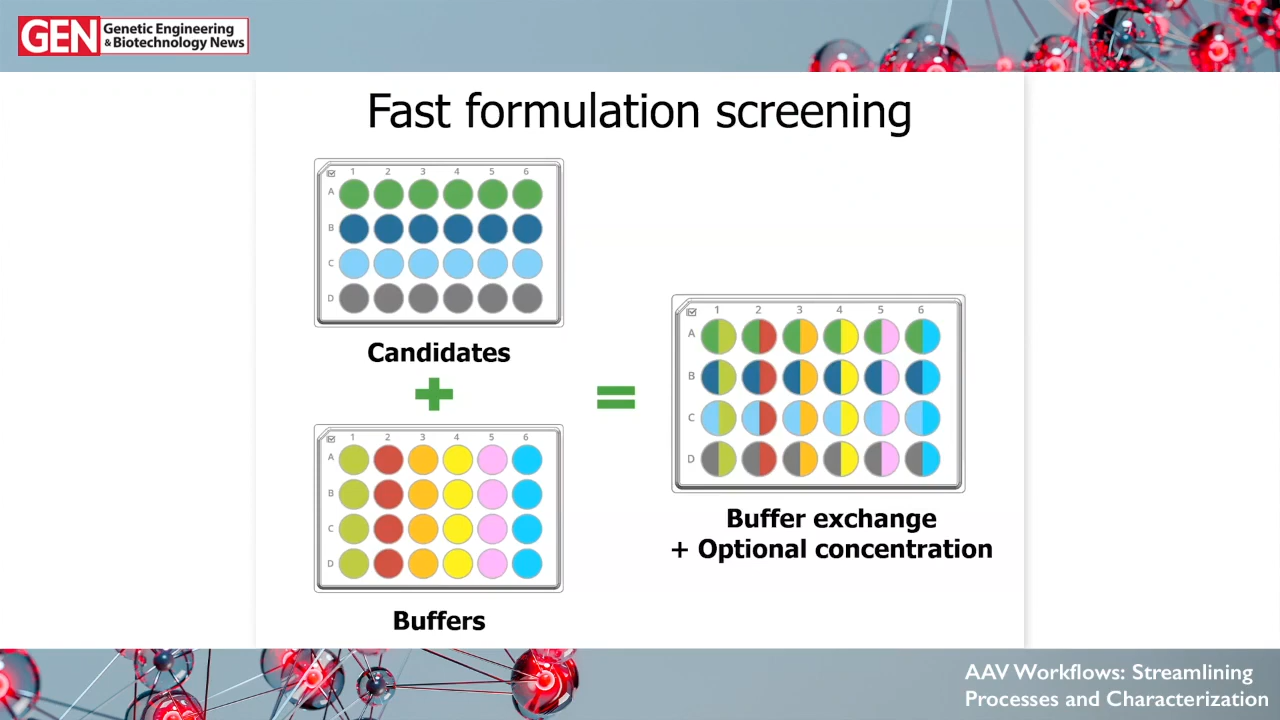 GEN Genetic Engineering
& Biotechnology News
Fast formulation screening
1 2 3 4 5 6
A
B
C
D
Candidates
1 2 3 4 5 6
A
B
C
D
Buffers
1 2 3 4 5 6
A
B
C
D
Buffer exchange
+ Optional concentration
AAV Workflows: Streamlining
Processes and Characterization